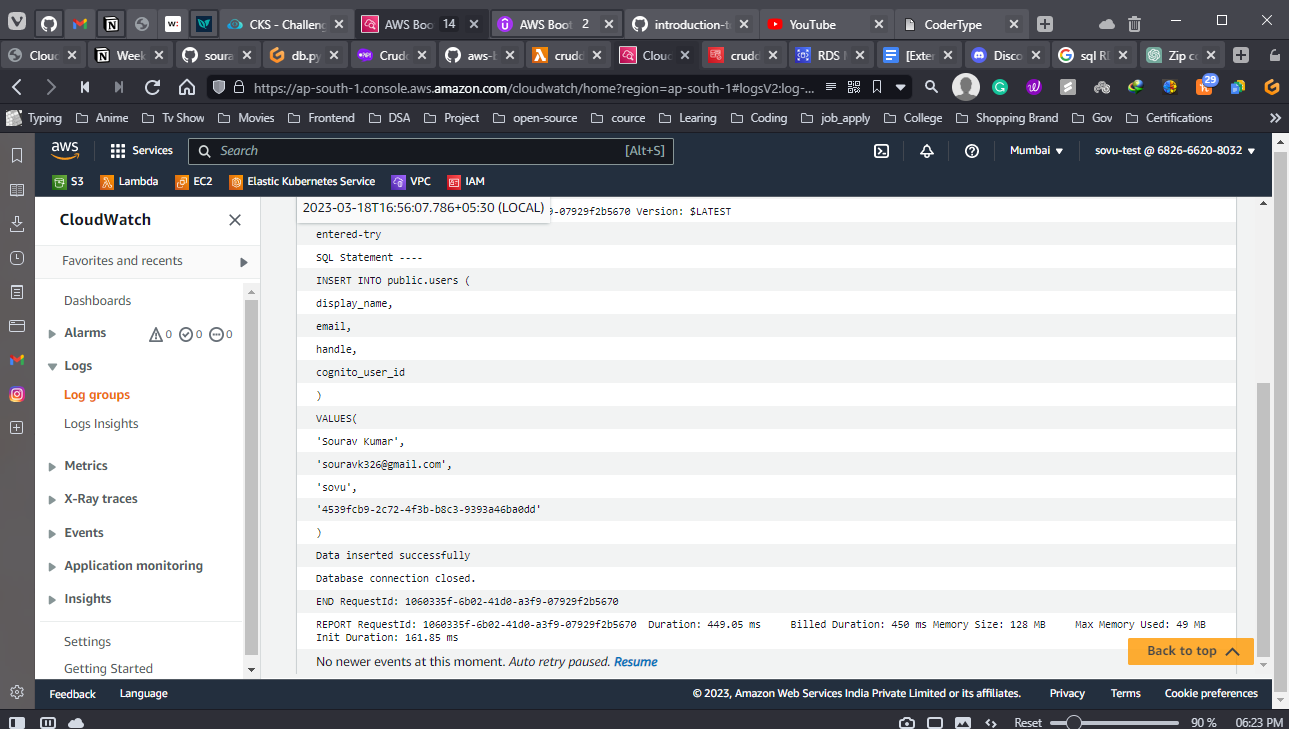 CKS - Challeng
AWS Boo 14
AWS Boot 2
introduction-t
YouTube
CoderType
Cloud
Week
soura
db.py
Crudd
aws-b
crudd
Cloud
crudd
RDS M
[Exter
Disco
sql RD
Zip co
https://ap-south-1.console.aws.amazon.com/cloudwatch/home?region=ap-south-1#logsV2:log-...
29
Typing
Anime
Tv Show
Movies
Frontend
DSA
Project
open-source
cource
Learing
Coding
job_apply
College
Shopping Brand
Gov
Certifications
aws
Services
Search
[Alt+S]
Mumbai
sovu-test @ 6826-6620-8032
S3
Lambda
EC2
Elastic Kubernetes Service
VPC
IAM
CloudWatch
Favorites and recents
Dashboards
Alarms
0
0
0
Logs
Log groups
Logs Insights
Metrics
X-Ray traces
Events
Application monitoring
Insights
Settings
Getting Started
2023-03-18T16:56:07.786+05:30 (LOCAL)
9-07929f2b5670 Version: $LATEST
entered-try
SQL Statement ----
INSERT INTO public.users (
display_name,
email,
handle,
cognito_user_id
)
VALUES(
'Sourav Kumar',
'souravk326@gmail.com',
'sovu',
'4539fcb9-2c72-4f3b-b8c3-9393a46ba0dd'
)
Data inserted successfully
Database connection closed.
END RequestId: 1060335f-6b02-41d0-a3f9-07929f2b5670
REPORT RequestId: 1060335f-6b02-41d0-a3f9-07929f2b5670 Duration: 449.05 ms Billed Duration: 450 ms Memory Size: 128 MB Max Memory Used: 49 MB
Init Duration: 161.85 ms
No newer events at this moment. Auto retry paused. Resume
Back to top
Feedback
Language
© 2023, Amazon Web Services India Private Limited or its affiliates.
Privacy
Terms
Cookie preferences
Reset
90 %
06:23 PM